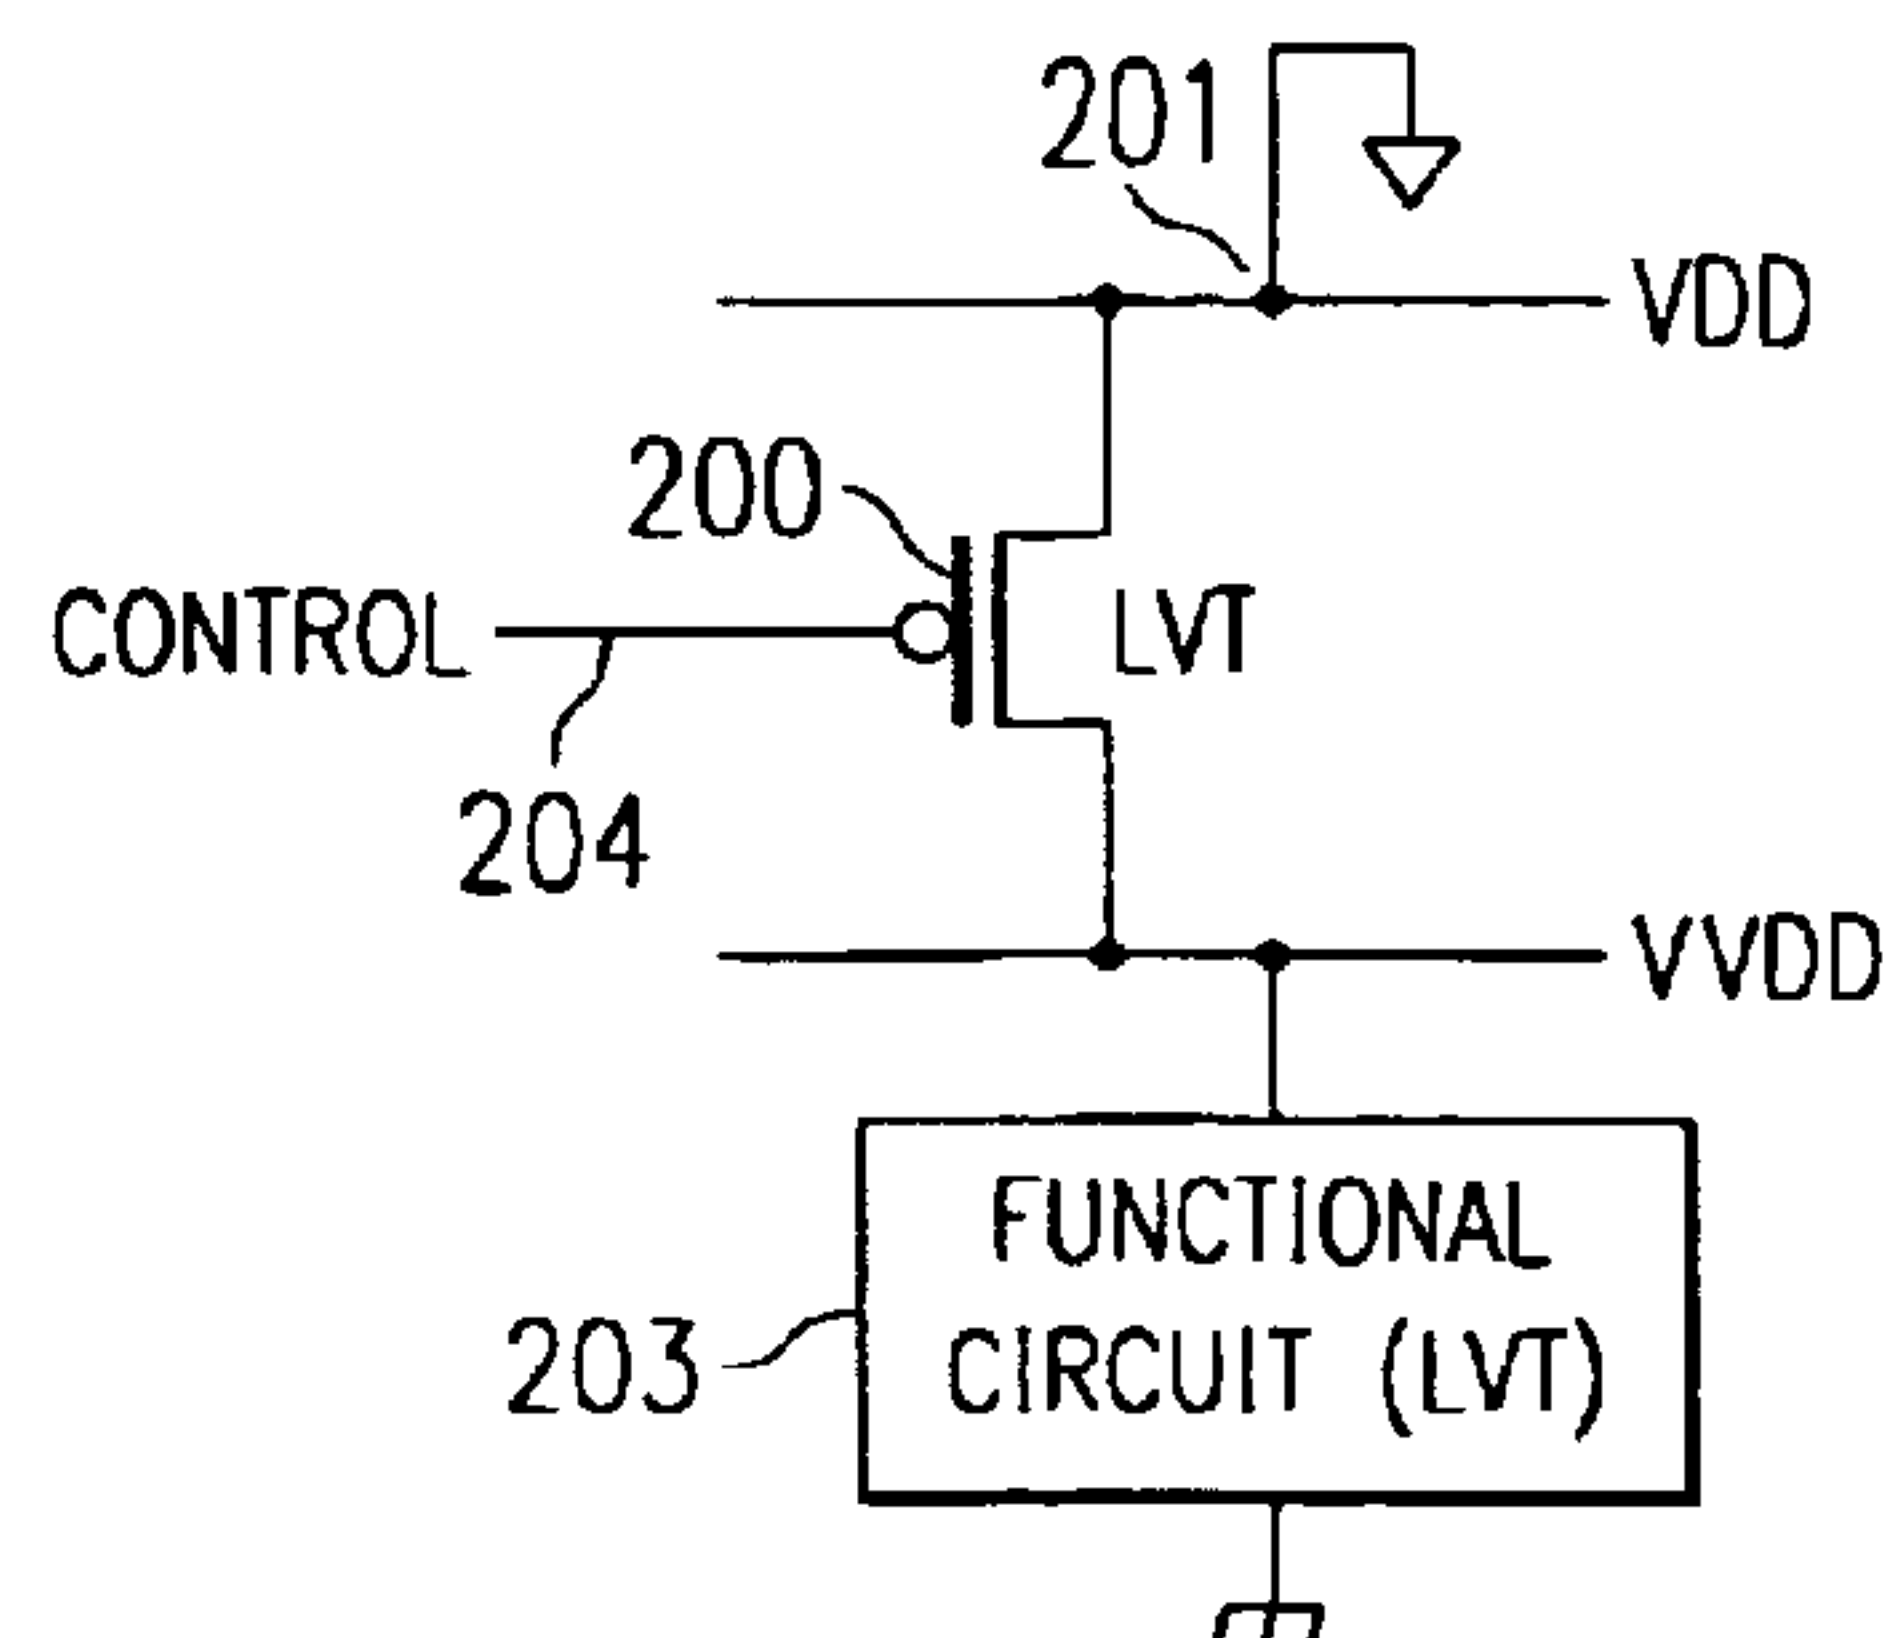 201
VDD
200
CONTROL
LVT
204
VVDD
FUNCTIONAL
CIRCUIT (LVT)
203